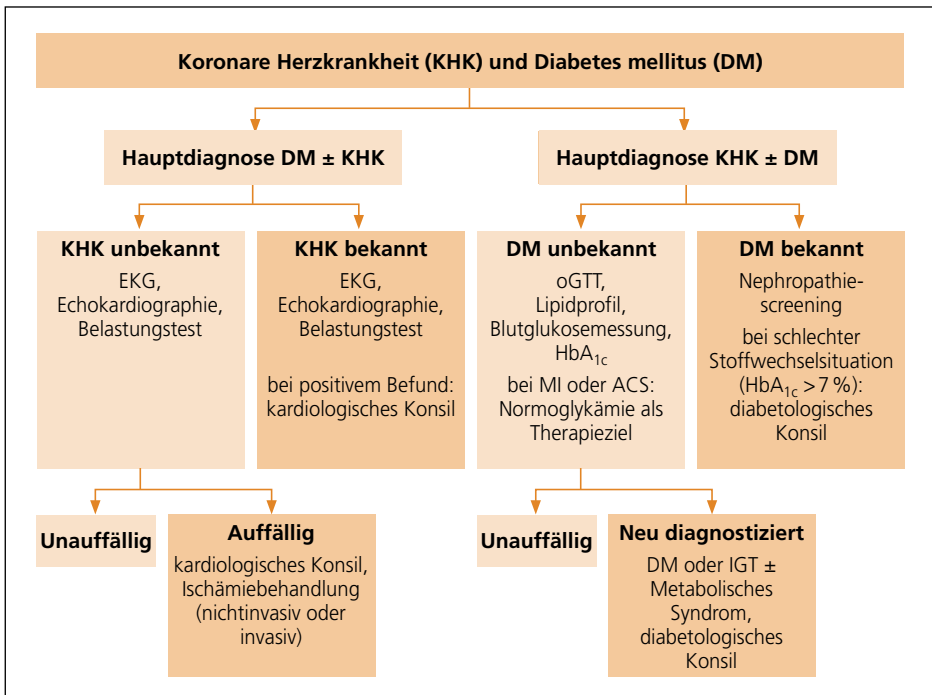 Koronare Herzkrankheit (KHK) und Diabetes mellitus (DM)
Hauptdiagnose DM ± KHK
Hauptdiagnose KHK ± DM
KHK unbekannt
EKG,
Echokardiographie,
Belastungstest
KHK bekannt
EKG,
Echokardiographie,
Belastungstest
bei positivem Befund:
kardiologisches Konsil
DM unbekannt
oGTT,
Lipidprofil,
Blutglukosemessung,
HbA1c
bei MI oder ACS:
Normoglykämie als
Therapieziel
DM bekannt
Nephropathie-
screening
bei schlechter
Stoffwechselsituation
(HbA1c >7 %):
diabetologisches
Konsil
Unauffällig
Auffällig
kardiologisches Konsil,
Ischämiebehandlung
(nichtinvasiv oder
invasiv)
Unauffällig
Neu diagnostiziert
DM oder IGT ±
Metabolisches
Syndrom,
diabetologisches
Konsil